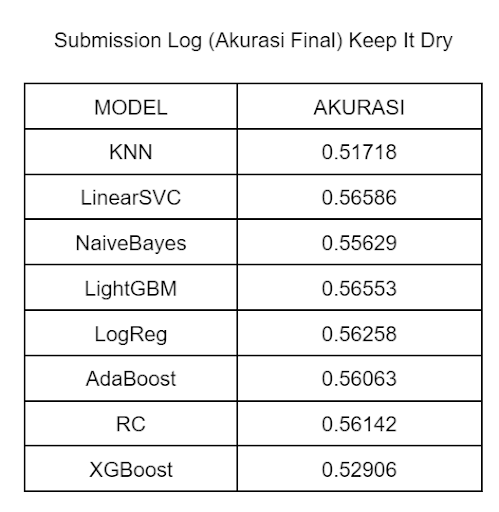 Submission Log (Akurasi Final) Keep It Dry
MODEL AKURASI
KNN 0.51718
LinearSVC 0.56586
NaiveBayes 0.55629
LightGBM 0.56553
LogReg 0.56258
AdaBoost 0.56063
RC 0.56142
XGBoost 0.52906